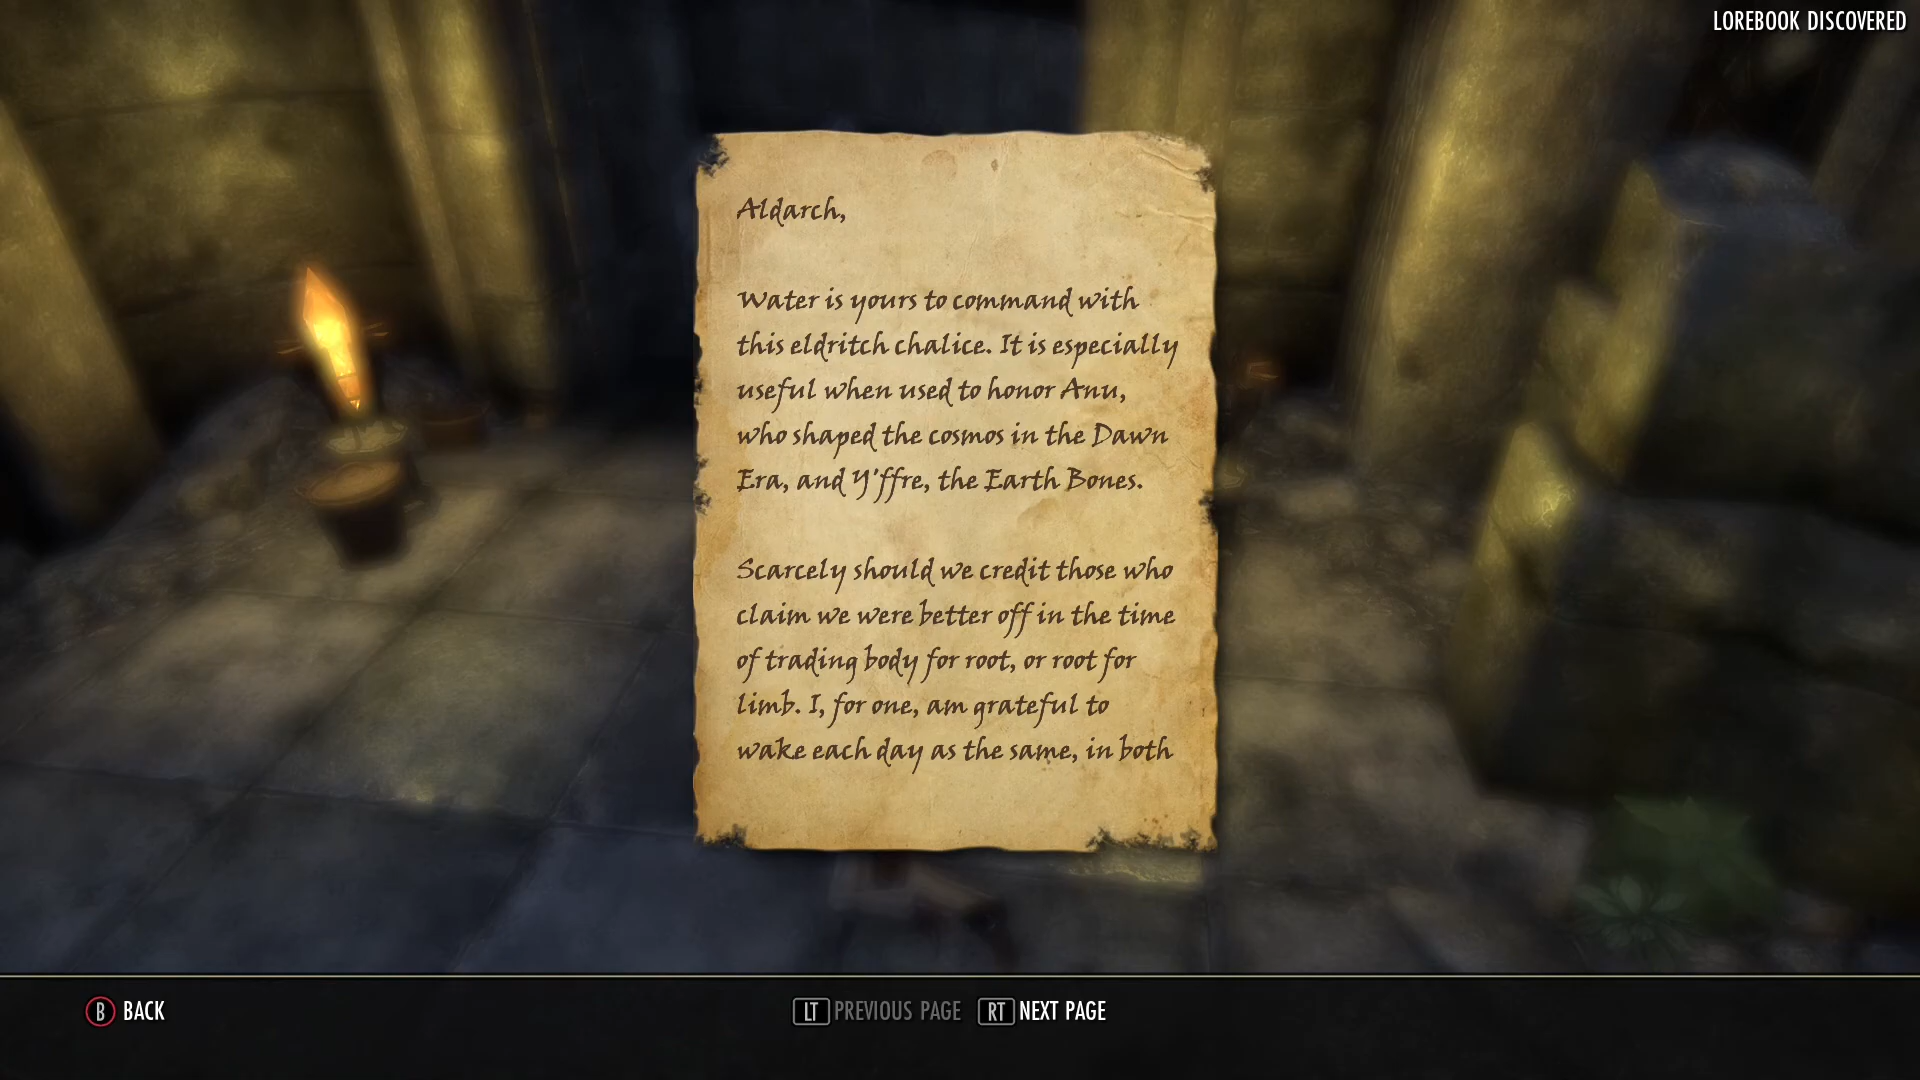 LOREBOOK DISCOVERED
Aldarch,
Water is yours to command with
this eldritch chalice. It is especially
useful when used to honor Anu,
who shaped the cosmos in the Dawn
Era, and Y'ffre, the Earth Bones.
Scarcely should we credit those who
claim we were better off in the time
of trading body for root, or root for
limb. I, for one, am grateful to
wake each day as the same, in both
B BACK
LT PREVIOUS PAGE RT NEXT PAGE